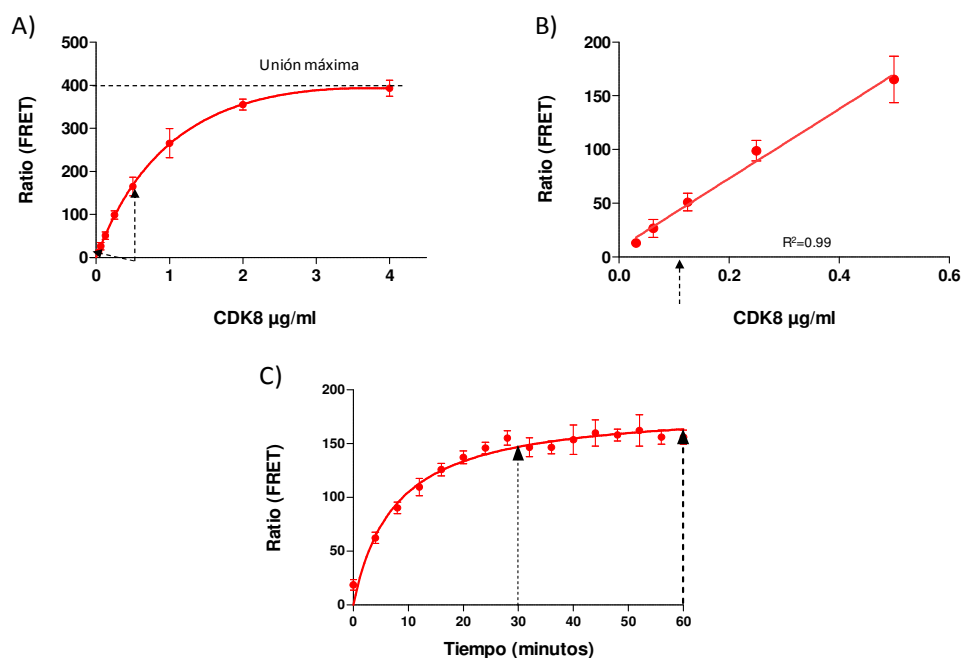 A)
500
400
300
200
100
0
Ratio (FRET)
Unión máxima
0
1
2
3
4
CDK8 µg/ml
B)
200
150
100
50
0
Ratio (FRET)
R²=0.99
0.0
0.2
0.4
0.6
CDK8 µg/ml
C)
200
150
100
50
0
Ratio (FRET)
0
10
20
30
40
50
60
Tiempo (minutos)